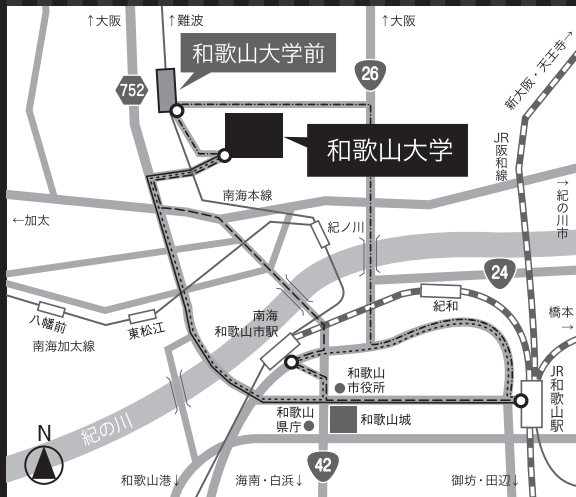 ↑大阪
↑難波
↑大阪
和歌山大学前
新大阪・天王寺→
752
26
和歌山大学
JR阪和線
→紀の川市
南海本線
←加太
紀ノ川
24
八幡前
東松江
南海
和歌山市駅
紀和
橋本
→
南海加太線
和歌山
市役所
JR和歌山駅
和歌山
県庁
和歌山城
紀の川
N
42
和歌山港↓
海南・白浜↓
御坊・田辺↓